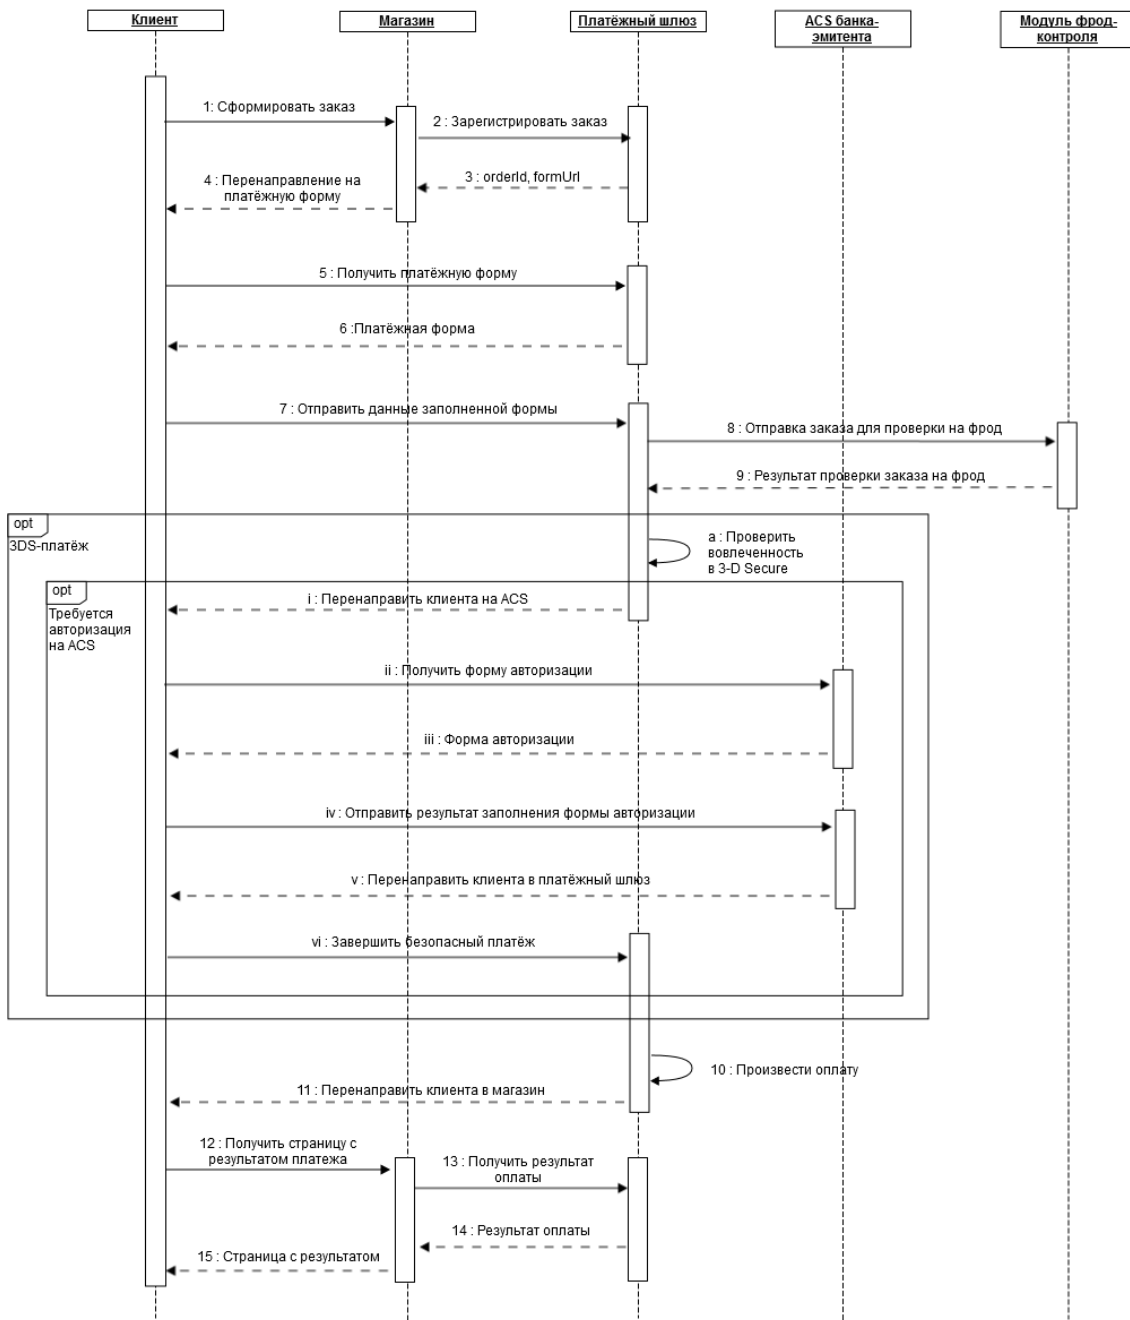 Клиент
Магазин
Платёжный шлюз
ACS банка-
эмитента
Модуль фрод-
контроля
1: Сформировать заказ
2 : Зарегистрировать заказ
3 : orderId, formUrl
4 : Перенаправление на
платёжную форму
5 : Получить платёжную форму
6 :Платёжная форма
7 : Отправить данные заполненной формы
8 : Отправка заказа для проверки на фрод
9 : Результат проверки заказа на фрод
opt
3DS-платёж
a : Проверить
вовлеченность
в 3-D Secure
opt
Требуется
авторизация
на ACS
i : Перенаправить клиента на ACS
ii : Получить форму авторизации
iii : Форма авторизации
iv : Отправить результат заполнения формы авторизации
v : Перенаправить клиента в платёжный шлюз
vi : Завершить безопасный платёж
10 : Произвести оплату
11 : Перенаправить клиента в магазин
12 : Получить страницу с
результатом платежа
13 : Получить результат
оплаты
14 : Результат оплаты
15 : Страница с результатом